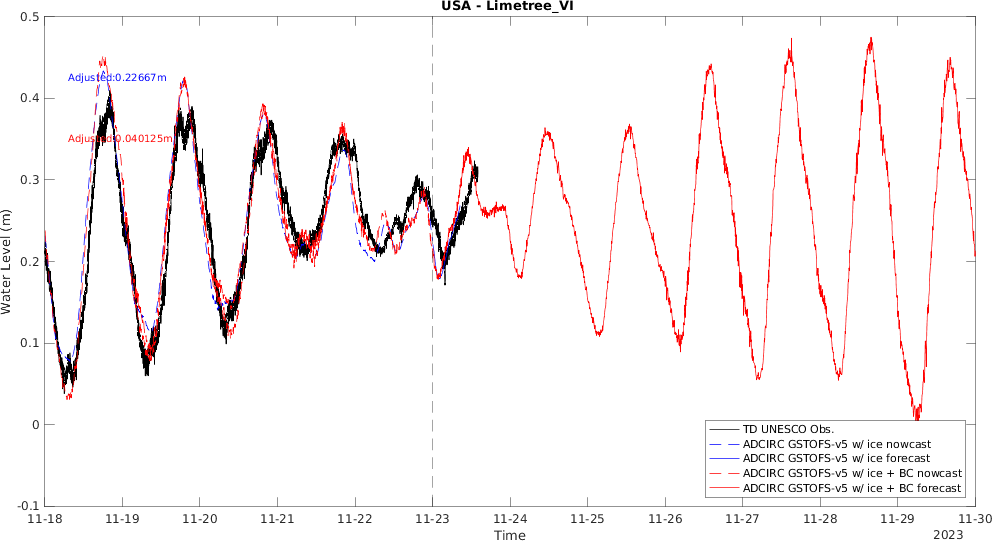 USA - Limetree_VI
0.5
0.4
0.3
0.2
0.1
0
-0.1
Water Level (m)
Adjusted:0.22667m
Adjusted:0.040125m
TD UNESCO Obs.
ADCIRC GSTOFS-v5 w/ ice nowcast
ADCIRC GSTOFS-v5 w/ ice forecast
ADCIRC GSTOFS-v5 w/ ice + BC nowcast
ADCIRC GSTOFS-v5 w/ ice + BC forecast
11-18 11-19 11-20 11-21 11-22 11-23 11-24 11-25 11-26 11-27 11-28 11-29 11-30
Time
2023